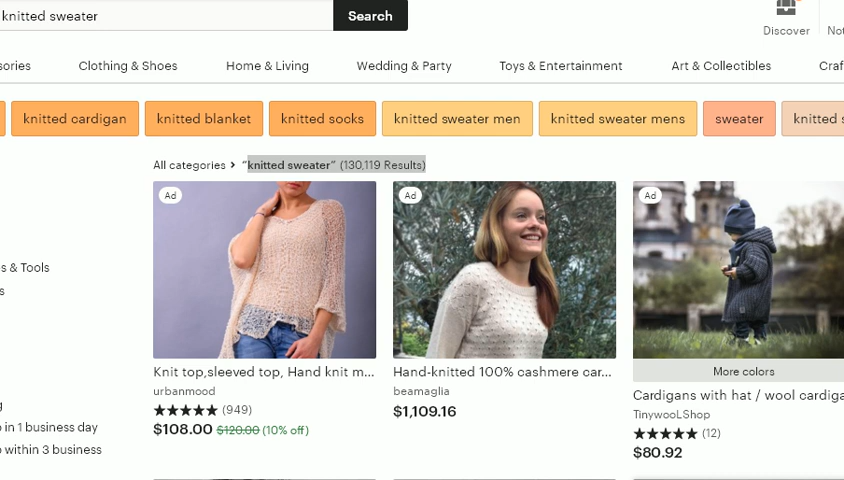 knitted sweater
Search
Discover
sories
Clothing & Shoes
Home & Living
Wedding & Party
Toys & Entertainment
Art & Collectibles
knitted cardigan
knitted blanket
knitted socks
knitted sweater men
knitted sweater mens
sweater
knitted s
All categories > “knitted sweater” (130,119 Results)
Ad
Ad
Ad
s & Tools
s
g
o in 1 business day
o within 3 business
Knit top,sleeved top, Hand knit m...
urbanmood
(949)
$108.00 $120.00 (10% off)
Hand-knitted 100% cashmere car...
beamaglia
$1,109.16
More colors
Cardigans with hat / wool cardiga
TinywooLShop
(12)
$80.92